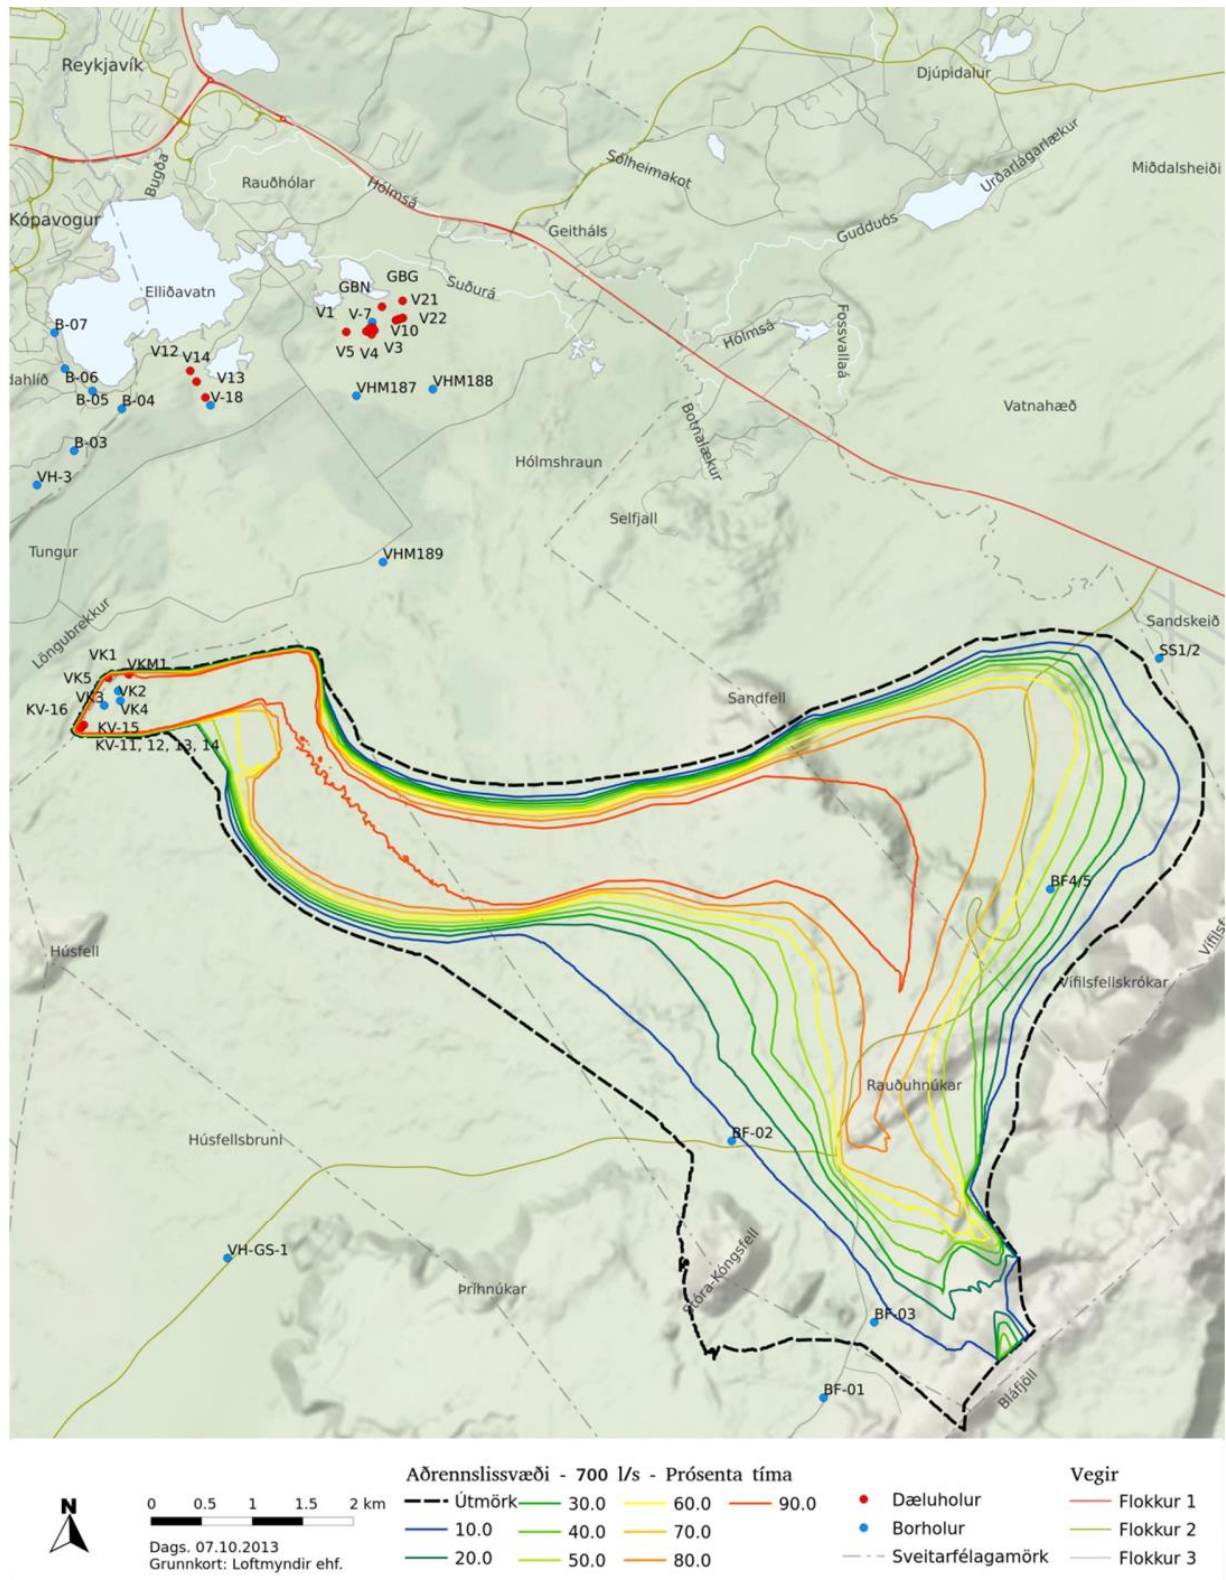 Reykjavík
Djúpidalur
Bugða
Rauðhólar
Hólmsá
Sólheimakot
Urðarlágarlækur
Miðdalsheiði
Kópavogur
Geitháls
Gudduós
Elliðavatn
GBN
GBG
Suðurá
V1
V-7
V21
V22
V10
V5
V4
V3
Hólmsá
Fossvallaá
B-07
V12
V14
V13
V-18
dahlíð
B-06
B-05
B-04
VHM187
VHM188
Vatnahæð
B-03
Botnalækur
VH-3
Hólmshraun
Selfjall
Tungur
VHM189
Löngubrekkur
Sandskeið
SS1/2
VK1
VKM1
VK5
VK2
VK3
VK4
KV-16
KV-15
KV-11, 12, 13, 14
Sandfell
BF4/5
Húsfell
Vífilsf
Vífilsfellskrókar
Rauðuhnúkar
Húsfellsbruni
BF-02
VH-GS-1
Stóra-Kóngsfell
Þríhnúkar
BF-03
BF-01
Bláfjöll
Aðrennslissvæði - 700 l/s - Prósenta tíma
Vegir
N
0 0.5 1 1.5 2 km
Dags. 07.10.2013
Grunnkort: Loftmyndir ehf.
Útmörk 30.0 60.0 90.0
10.0 40.0 70.0
20.0 50.0 80.0
Dæluholur
Borholur
Sveitarfélagamörk
Flokkur 1
Flokkur 2
Flokkur 3